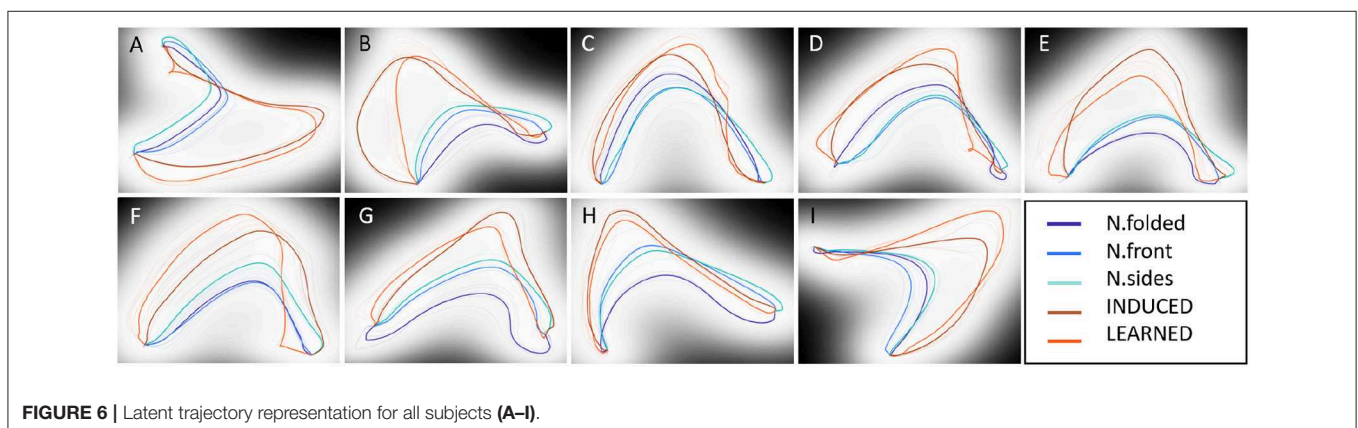 A
B
C
D
E
F
G
H
I
N.folded
N.front
N.sides
INDUCED
LEARNED
FIGURE 6 | Latent trajectory representation for all subjects (A–I).